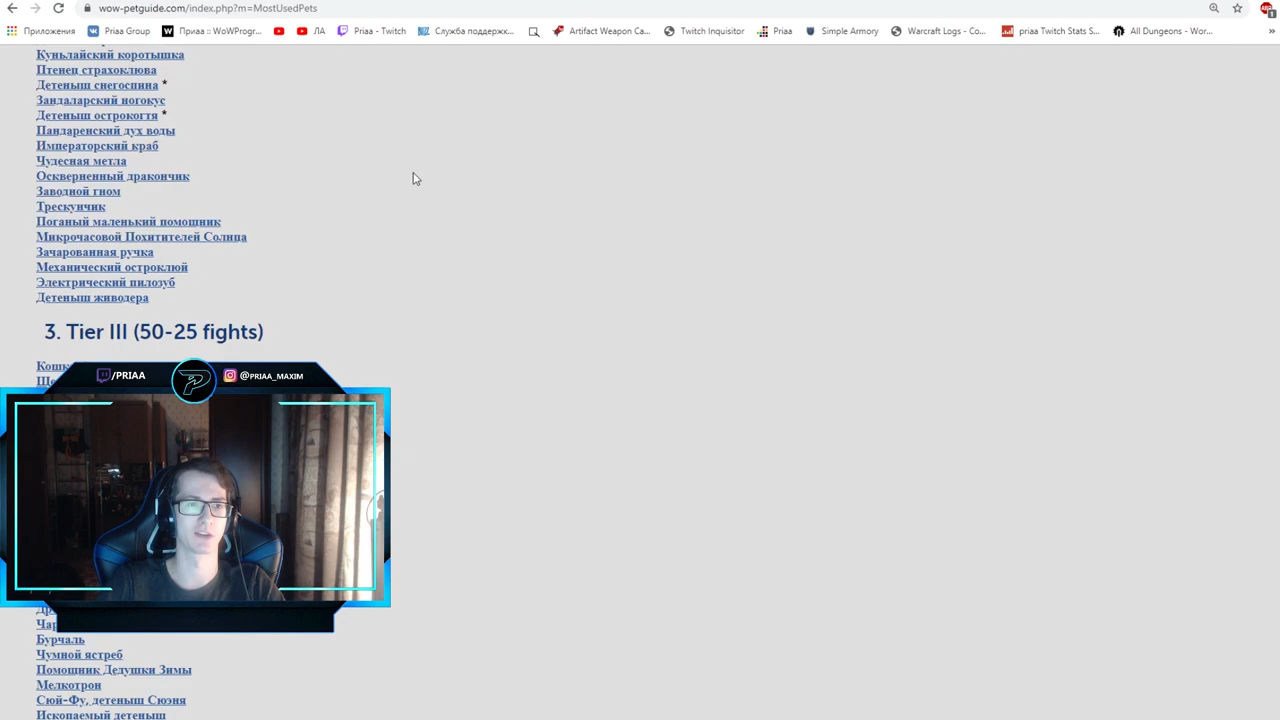 wow-petguide.com/index.php?m=MostUsedPets
Приложения
Priaa Group
Приаа :: WoWProgr...
ЛА
Priaa - Twitch
Служба поддержк...
Artifact Weapon Ca...
Twitch Inquisitor
Priaa
Simple Armory
Warcraft Logs - Co...
priaa Twitch Stats S...
All Dungeons - Wor...
»
Куньлайский коротышка
Птенец страхоклюва
Детеныш снегоспина *
Зандаларский ногокус
Детеныш острокогтя *
Пандаренский дух воды
Императорский краб
Чудесная метла
Оскверненный дракончик
Заводной гном
Трескунчик
Поганый маленький помощник
Микрочасовой Похитителей Солнца
Зачарованная ручка
Механический остроклюй
Электрический пилозуб
Детеныш живодера
3. Tier III (50-25 fights)
Кошк
Ще
/PRIAA
@PRIAA_MAXIM
Др
Чар
Бурчаль
Чумной ястреб
Помощник Дедушки Зимы
Мелкотрон
Сюй-Фу, детеныш Сюэня
Ископаемый детеныш